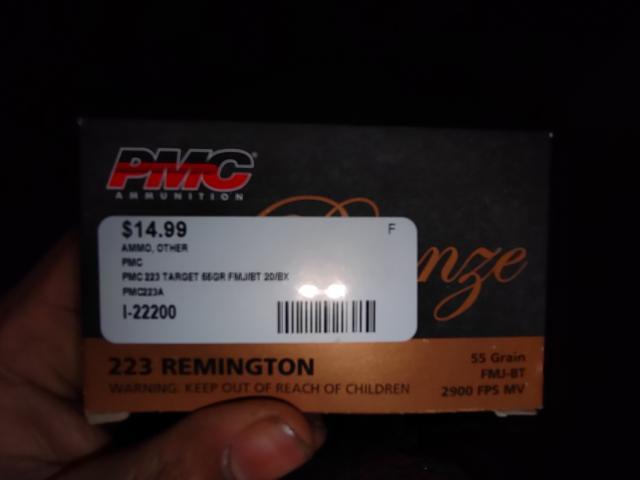 PMC®
AMMUNITION
Bronze
$14.99
F
AMMO, OTHER
PMC
PMC 223 TARGET 55GR FMJ/BT 20/BX
PMC223A
I-22200
223 REMINGTON
WARNING: KEEP OUT OF REACH OF CHILDREN
55 Grain
FMJ-BT
2900 FPS MV